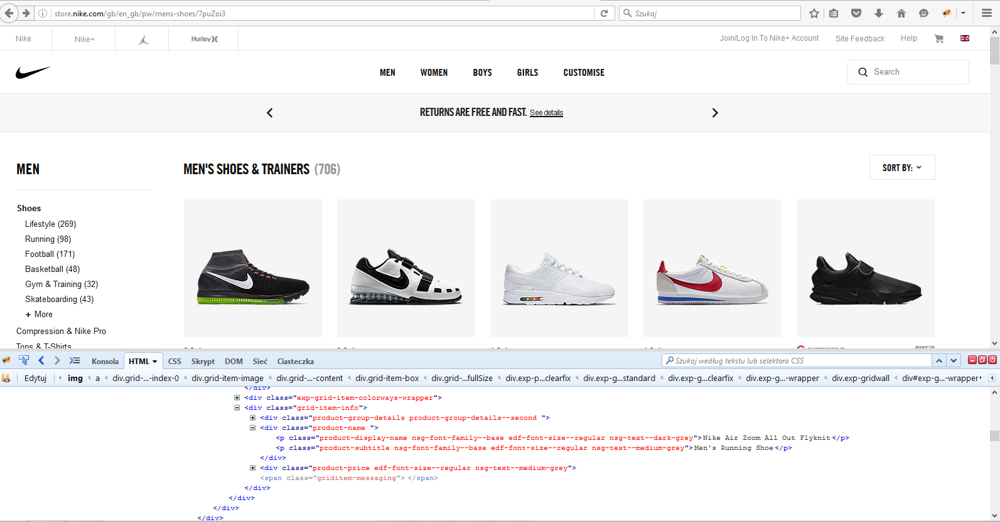 store.nike.com/gb/en_gb/pw/mens-shoes/7puZoi3
Szukaj
Nike
Nike+
Hurley
Join/Log In To Nike+ Account
Site Feedback
Help
MEN
WOMEN
BOYS
GIRLS
CUSTOMISE
Search
RETURNS ARE FREE AND FAST. See details
MEN
MEN'S SHOES & TRAINERS (706)
SORT BY:
Shoes
Lifestyle (269)
Running (98)
Football (171)
Basketball (48)
Gym & Training (32)
Skateboarding (43)
+ More
Compression & Nike Pro
Tops & T-Shirts
Konsola
HTML
CSS
Skrypt
DOM
Sieć
Ciasteczka
Szukaj według tekstu lub selektora CSS
Edytuj
img < a < div.grid-...-index-0 < div.grid-item-image < div.grid-...-content < div.grid-item-box < div.grid-...fullSize < div.exp-p...clearfix < div.exp-g...standard < div.exp-g...clearfix < div.exp-g...-wrapper < div.exp-gridwall < div#exp-g...-wrapper
</div>
<div class="exp-grid-item-colorways-wrapper">
<div class="grid-item-info">
<div class="product-group-details product-group-details--second ">
<div class="product-name ">
<p class="product-display-name nsg-font-family--base edf-font-size--regular nsg-text--dark-grey">Nike Air Zoom All Out Flyknit</p>
<p class="product-subtitle nsg-font-family--base edf-font-size--regular nsg-text--medium-grey">Men's Running Shoe</p>
</div>
<div class="product-price edf-font-size--regular nsg-text--medium-grey">
<span class="griditem-messaging"> </span>
</div>
</div>
</div>
</div>